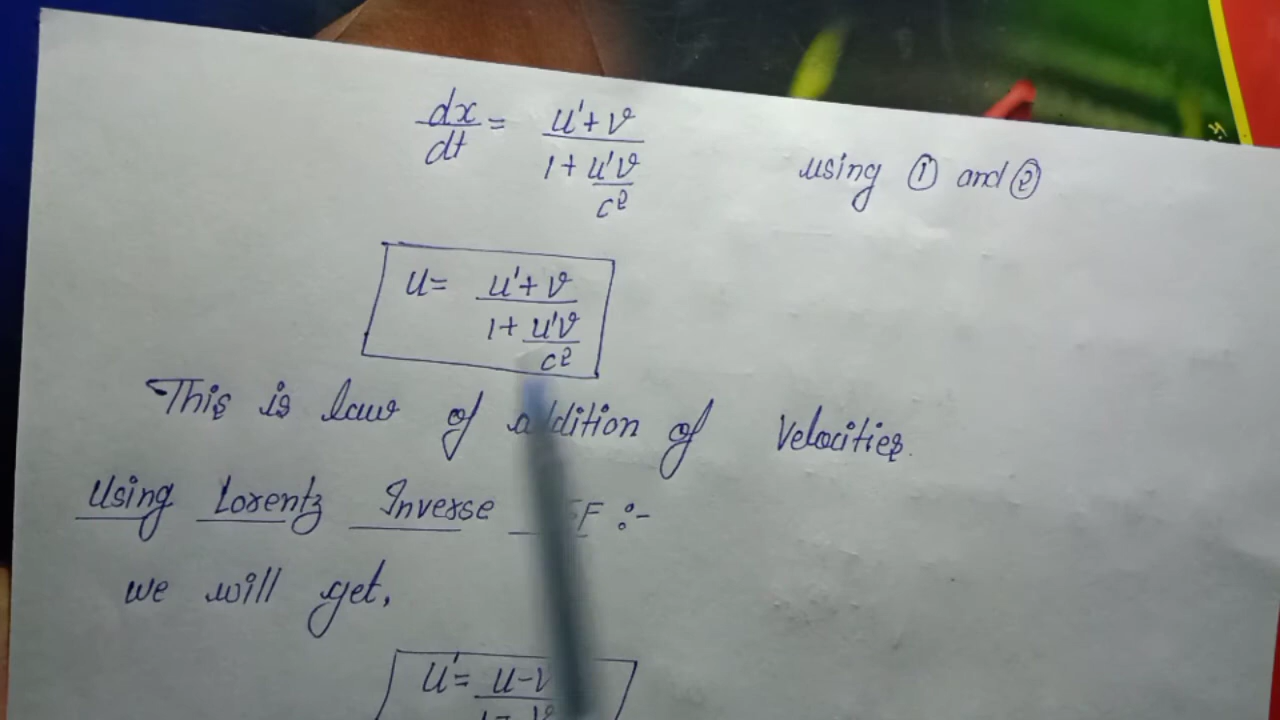 dx/dt = (u'+v)/(1+u'v/c²) using ① and ②
u = (u'+v)/(1+u'v/c²)
This is law of addition of Velocities.
Using Lorentz Inverse :-
we will get,
u' = u-v